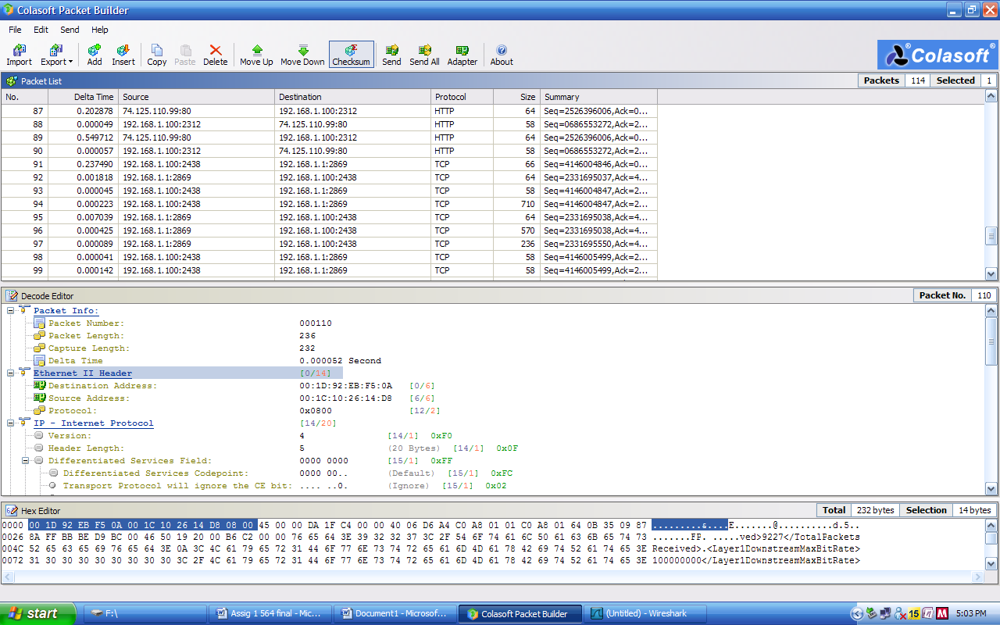 Colasoft Packet Builder
File Edit Send Help
Import Export Add Insert Copy Paste Delete Move Up Move Down Checksum Send Send All Adapter About
Colasoft®
Packet List Packets 114 Selected 1
No. Delta Time Source Destination Protocol Size Summary
87 0.202878 74.125.110.99:80 192.168.1.100:2312 HTTP 64 Seq=2526396006,Ack=0...
88 0.000049 192.168.1.100:2312 74.125.110.99:80 HTTP 58 Seq=0686553272,Ack=2...
89 0.549712 74.125.110.99:80 192.168.1.100:2312 HTTP 64 Seq=2526396006,Ack=0...
90 0.000057 192.168.1.100:2312 74.125.110.99:80 HTTP 58 Seq=0686553272,Ack=2...
91 0.237490 192.168.1.100:2438 192.168.1.1:2869 TCP 66 Seq=4146004846,Ack=0...
92 0.001818 192.168.1.1:2869 192.168.1.100:2438 TCP 64 Seq=2331695037,Ack=4...
93 0.000045 192.168.1.100:2438 192.168.1.1:2869 TCP 58 Seq=4146004847,Ack=2...
94 0.000223 192.168.1.100:2438 192.168.1.1:2869 TCP 710 Seq=4146004847,Ack=2...
95 0.007039 192.168.1.1:2869 192.168.1.100:2438 TCP 64 Seq=2331695038,Ack=4...
96 0.000425 192.168.1.1:2869 192.168.1.100:2438 TCP 570 Seq=2331695038,Ack=4...
97 0.000089 192.168.1.1:2869 192.168.1.100:2438 TCP 236 Seq=2331695550,Ack=4...
98 0.000041 192.168.1.100:2438 192.168.1.1:2869 TCP 58 Seq=4146005499,Ack=2...
99 0.000142 192.168.1.100:2438 192.168.1.1:2869 TCP 58 Seq=4146005499,Ack=2...
Decode Editor Packet No. 110
Packet Info:
Packet Number: 000110
Packet Length: 236
Capture Length: 232
Delta Time 0.000052 Second
Ethernet II Header [0/14]
Destination Address: 00:1D:92:EB:F5:0A [0/6]
Source Address: 00:1C:10:26:14:D8 [6/6]
Protocol: 0x0800 [12/2]
IP - Internet Protocol [14/20]
Version: 4 [14/1] 0xF0
Header Length: 5 (20 Bytes) [14/1] 0x0F
Differentiated Services Field: 0000 0000 [15/1] 0xFF
Differentiated Services Codepoint: 0000 00.. (Default) [15/1] 0xFC
Transport Protocol will ignore the CE bit: .... ..0. (Ignore) [15/1] 0x02
Hex Editor Total 232 bytes Selection 14 bytes
0000 00 1D 92 EB F5 0A 00 1C 10 26 14 D8 08 00 45 00 00 DA 1F C4 00 00 40 06 D6 A4 C0 A8 01 01 C0 A8 01 64 0B 35 09 87 .........&....E.......@..........d.5..
0026 8A FF BB BE D9 BC 00 46 50 19 20 00 B6 C2 00 00 76 65 64 3E 39 32 32 37 3C 2F 54 6F 74 61 6C 50 61 63 6B 65 74 73 .......FP. .....ved>9227</TotalPackets
004C 52 65 63 65 69 76 65 64 3E 0A 3C 4C 61 79 65 72 31 44 6F 77 6E 73 74 72 65 61 6D 4D 61 78 42 69 74 52 61 74 65 3E Received>.<Layer1DownstreamMaxBitRate>
0072 31 30 30 30 30 30 30 30 30 3C 2F 4C 61 79 65 72 31 44 6F 77 6E 73 74 72 65 61 6D 4D 61 78 42 69 74 52 61 74 65 3E 100000000</Layer1DownstreamMaxBitRate>
start F:\ Assig 1 564 final - Mic... Document1 - Microsof... Colasoft Packet Builder (Untitled) - Wireshark 15 5:03 PM